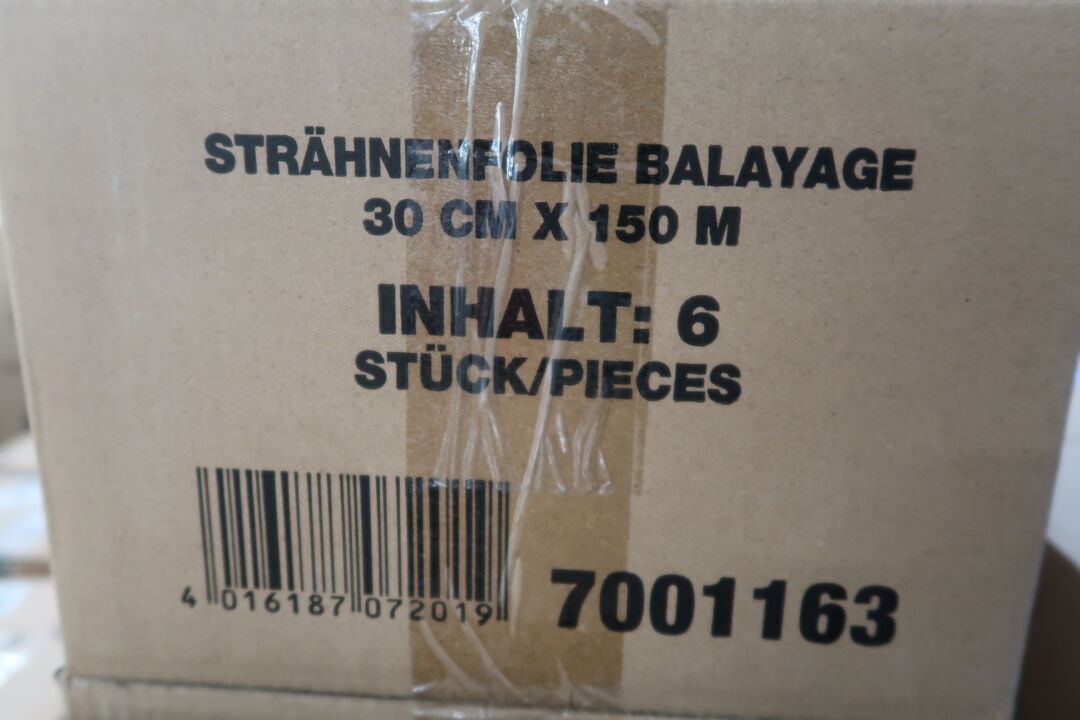 STRÄHNENFOLIE BALAYAGE
30 CM X 150 M
INHALT: 6
STÜCK/PIECES
4 016187 072019
7001163